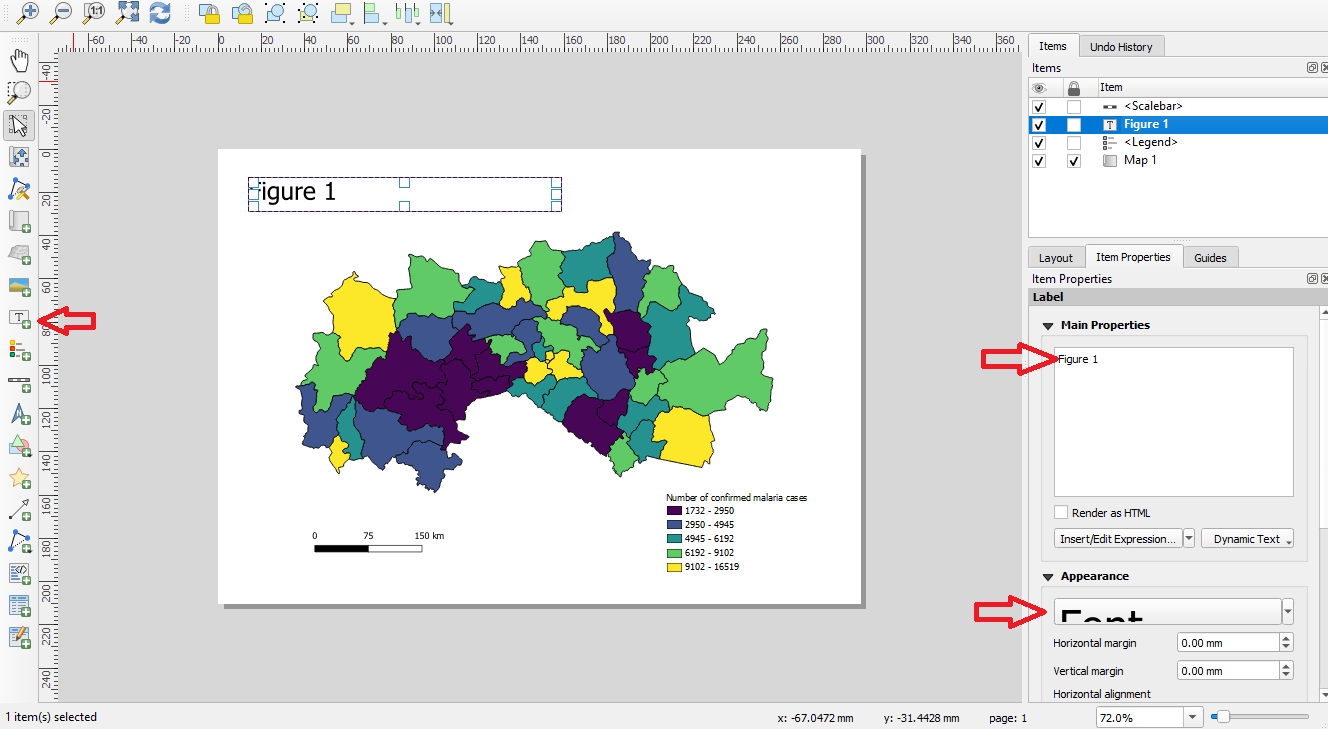 1:1
-60 -40 -20 0 20 40 60 80 100 120 140 160 180 200 220 240 260 280 300 320 340 360
Items
Undo History
Items
Item
<Scalebar>
Figure 1
<Legend>
Map 1
-40
-20
0
20
40
60
80
100
120
140
160
180
200
220
240
Figure 1
Number of confirmed malaria cases
1732 - 2950
2950 - 4945
4945 - 6192
6192 - 9102
9102 - 16519
0 75 150 km
Layout
Item Properties
Guides
Item Properties
Label
Main Properties
Figure 1
Render as HTML
Insert/Edit Expression...
Dynamic Text
Appearance
Font
Horizontal margin
0.00 mm
Vertical margin
0.00 mm
Horizontal alignment
1 item(s) selected
x: -67.0472 mm
y: -31.4428 mm
page: 1
72.0%